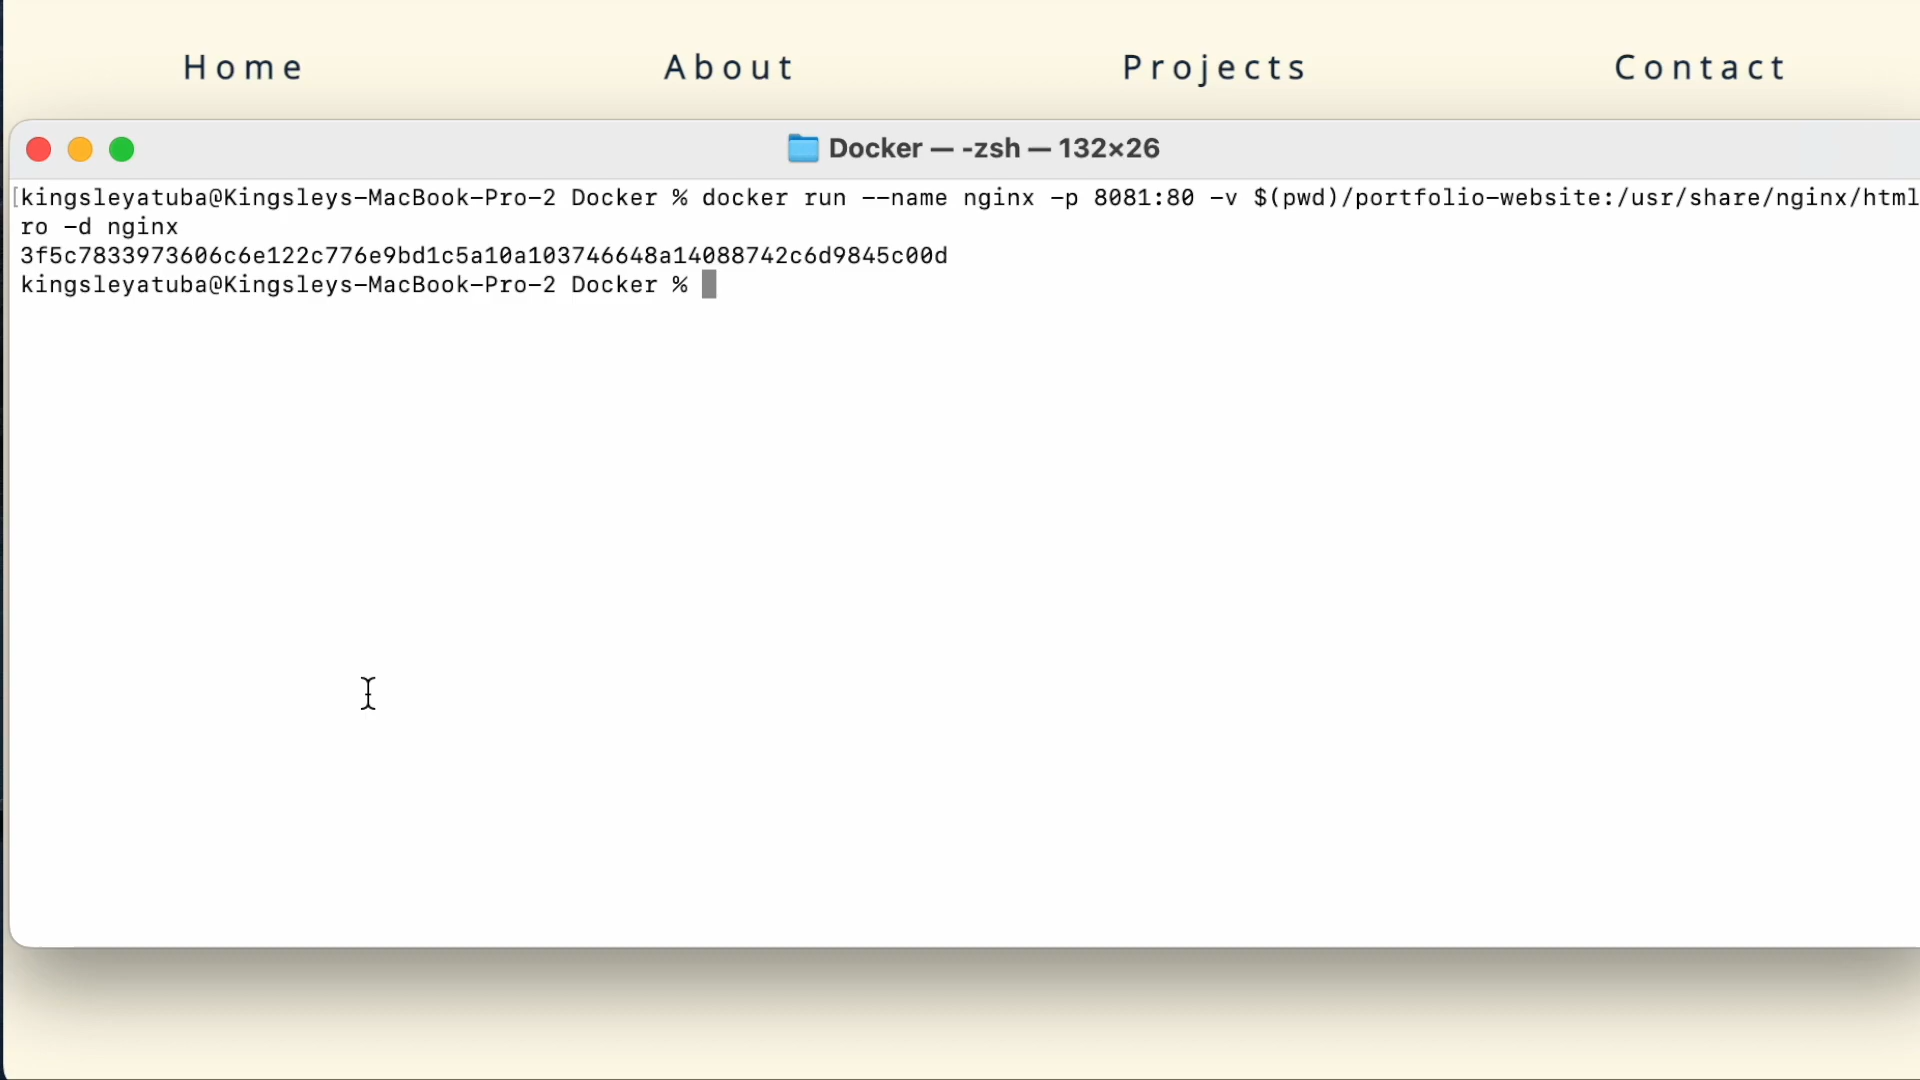 Home About Projects Contact
Docker — -zsh — 132×26
[kingsleyatuba@Kingsleys-MacBook-Pro-2 Docker % docker run --name nginx -p 8081:80 -v $(pwd)/portfolio-website:/usr/share/nginx/html
ro -d nginx
3f5c7833973606c6e122c776e9bd1c5a10a103746648a14088742c6d9845c00d
kingsleyatuba@Kingsleys-MacBook-Pro-2 Docker %